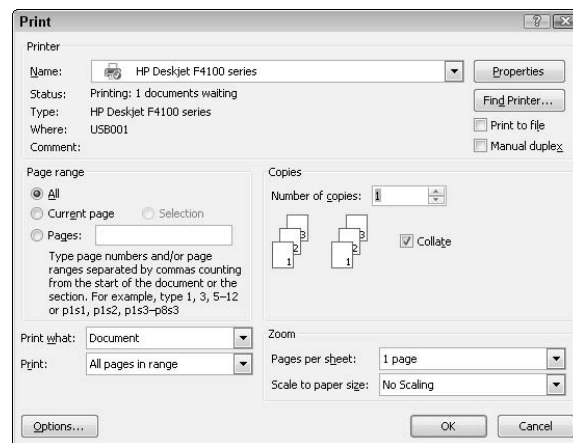 Print
Printer
Name:
HP Deskjet F4100 series
Properties
Status:
Printing: 1 documents waiting
Type:
HP Deskjet F4100 series
Find Printer...
Where:
USB001
Print to file
Comment:
Manual duplex
Page range
All
Current page
Selection
Pages:
Type page numbers and/or page
ranges separated by commas counting
from the start of the document or the
section. For example, type 1, 3, 5–12
or p1s1, p1s2, p1s3–p8s3
Copies
Number of copies:
1
3
2
1
3
2
1
Collate
Print what:
Document
Print:
All pages in range
Zoom
Pages per sheet:
1 page
Scale to paper size:
No Scaling
Options...
OK
Cancel